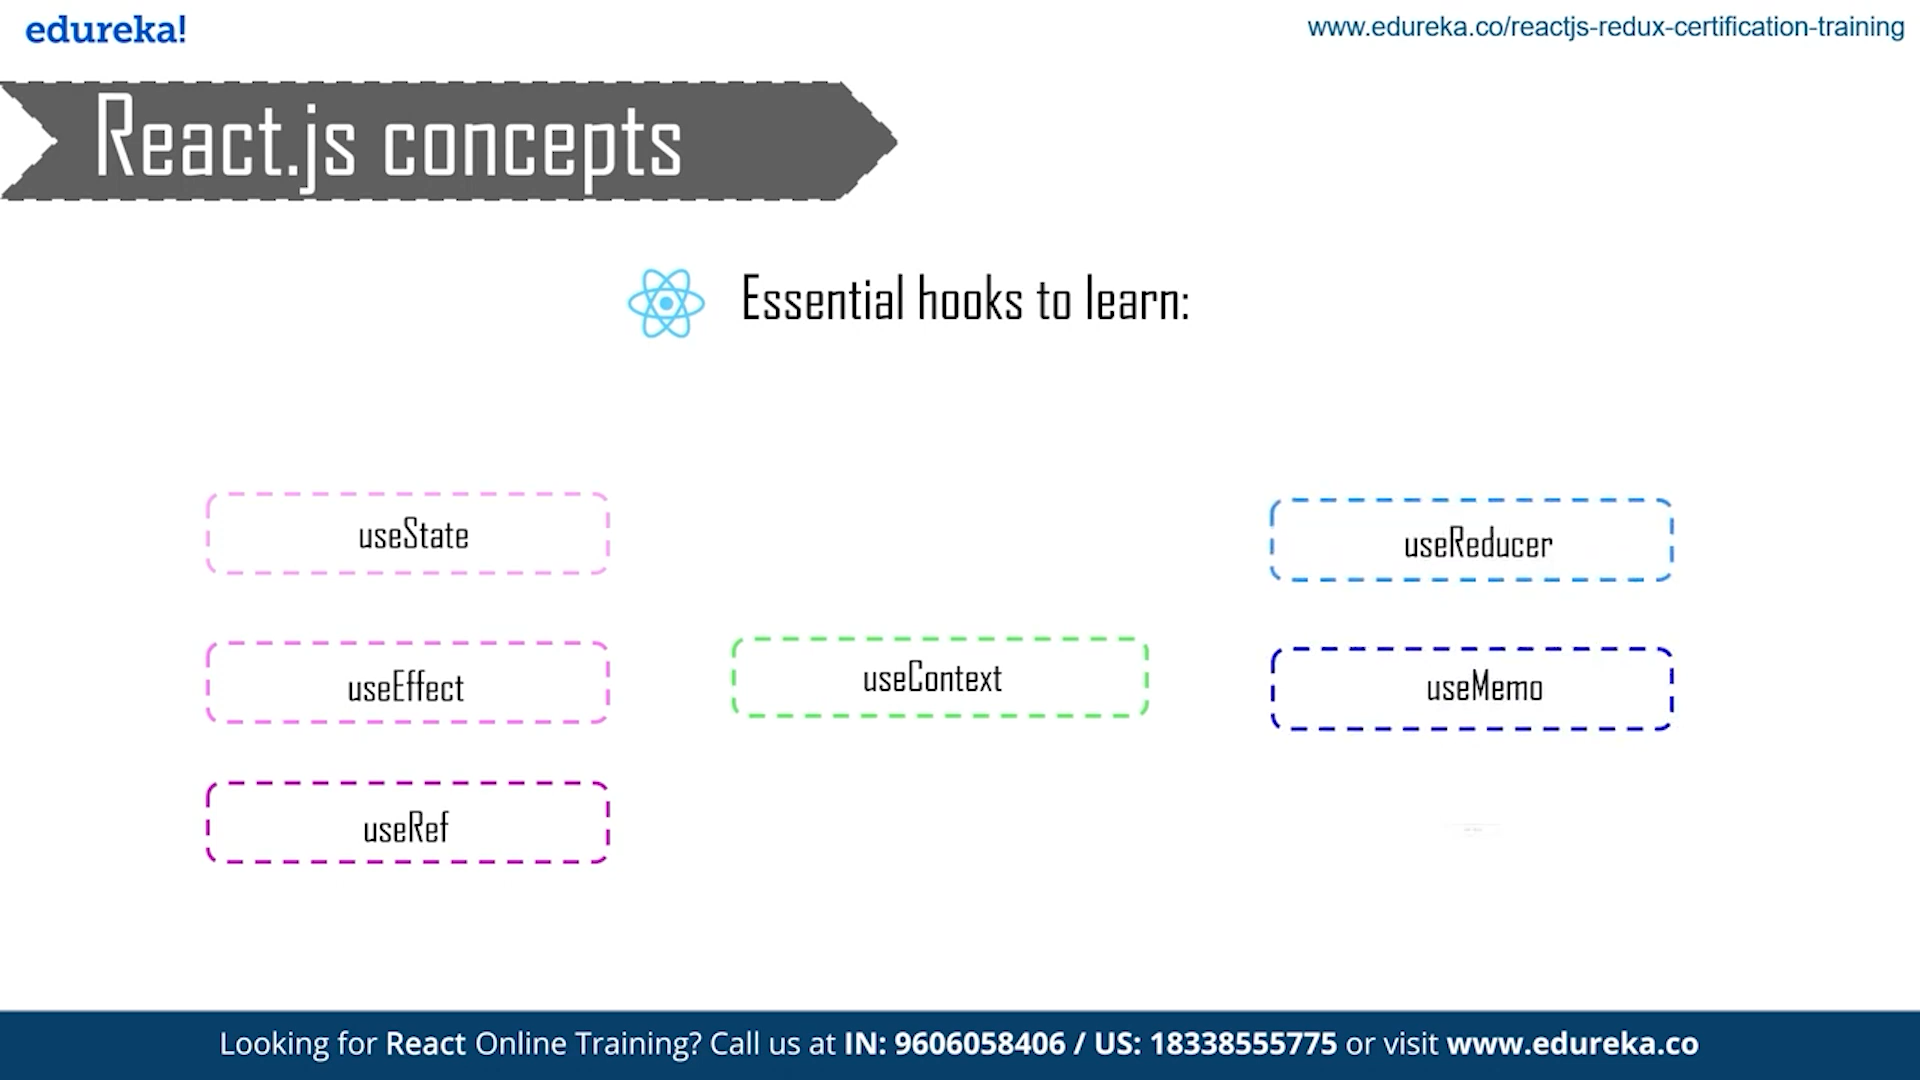 edureka!
www.edureka.co/reactjs-redux-certification-training
React.js concepts
Essential hooks to learn:
useState
useEffect
useRef
useContext
useReducer
useMemo
Looking for React Online Training? Call us at IN: 9606058406 / US: 18338555775 or visit www.edureka.co